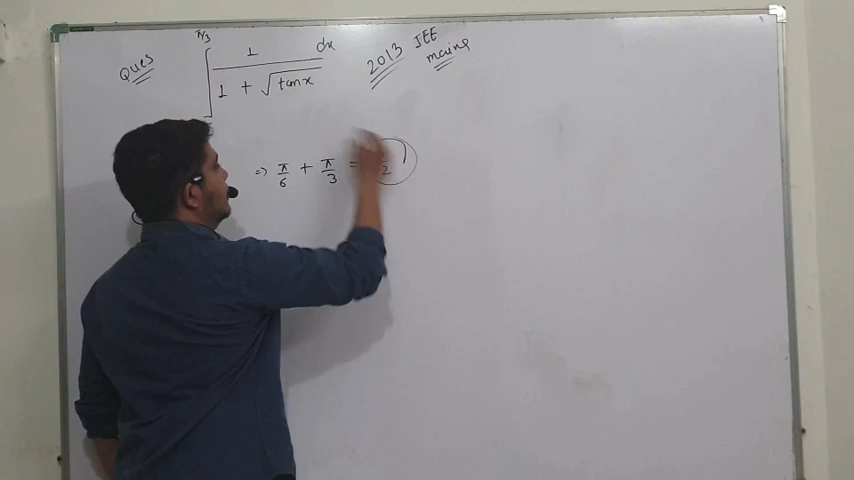 Ques ∫ π/3 1 / 1 + √tanx dx 2013 JEE mains
=> π/6 + π/3 = /2